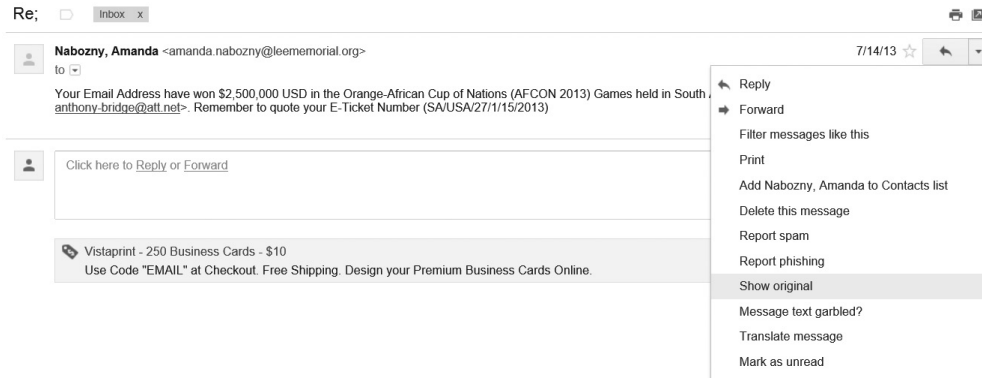 Re;
Inbox x
Nabozny, Amanda <amanda.nabozny@leememorial.org>
7/14/13
to
Your Email Address have won $2,500,000 USD in the Orange-African Cup of Nations (AFCON 2013) Games held in South
anthony-bridge@att.net>. Remember to quote your E-Ticket Number (SA/USA/27/1/15/2013)
Click here to Reply or Forward
Vistaprint - 250 Business Cards - $10
Use Code "EMAIL" at Checkout. Free Shipping. Design your Premium Business Cards Online.
Reply
Forward
Filter messages like this
Print
Add Nabozny, Amanda to Contacts list
Delete this message
Report spam
Report phishing
Show original
Message text garbled?
Translate message
Mark as unread